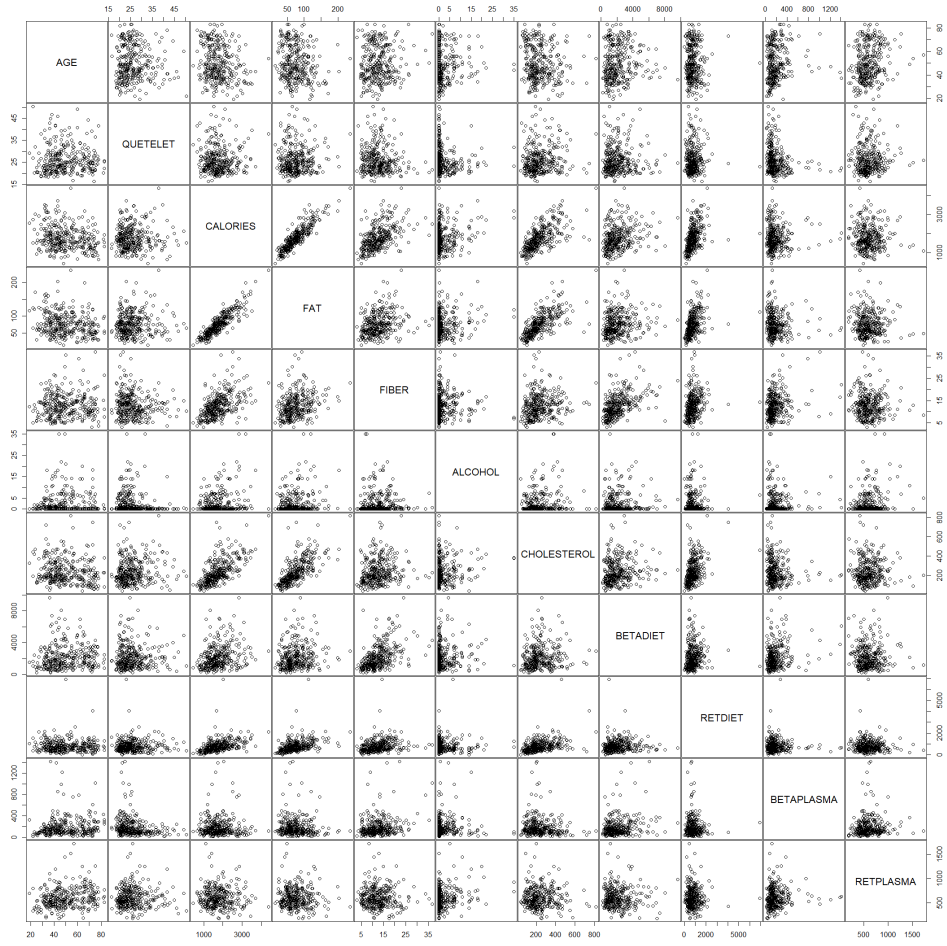 15 25 35 45 50 100 200 0 5 15 25 35 0 4000 8000 0 400 800 1200
AGE 20 40 60 80
15 25 35 45 QUETELET
CALORIES 1000 3000
50 100 200 FAT
FIBER 5 15 25 35
0 5 15 25 35 ALCOHOL
CHOLESTEROL 200 400 600 800
0 4000 8000 BETADIET
RETDIET 0 2000 5000
0 400 800 1200 BETAPLASMA
RETPLASMA 500 1000 1500
20 40 60 80 1000 3000 5 15 25 35 200 400 600 800 0 2000 5000 500 1000 1500